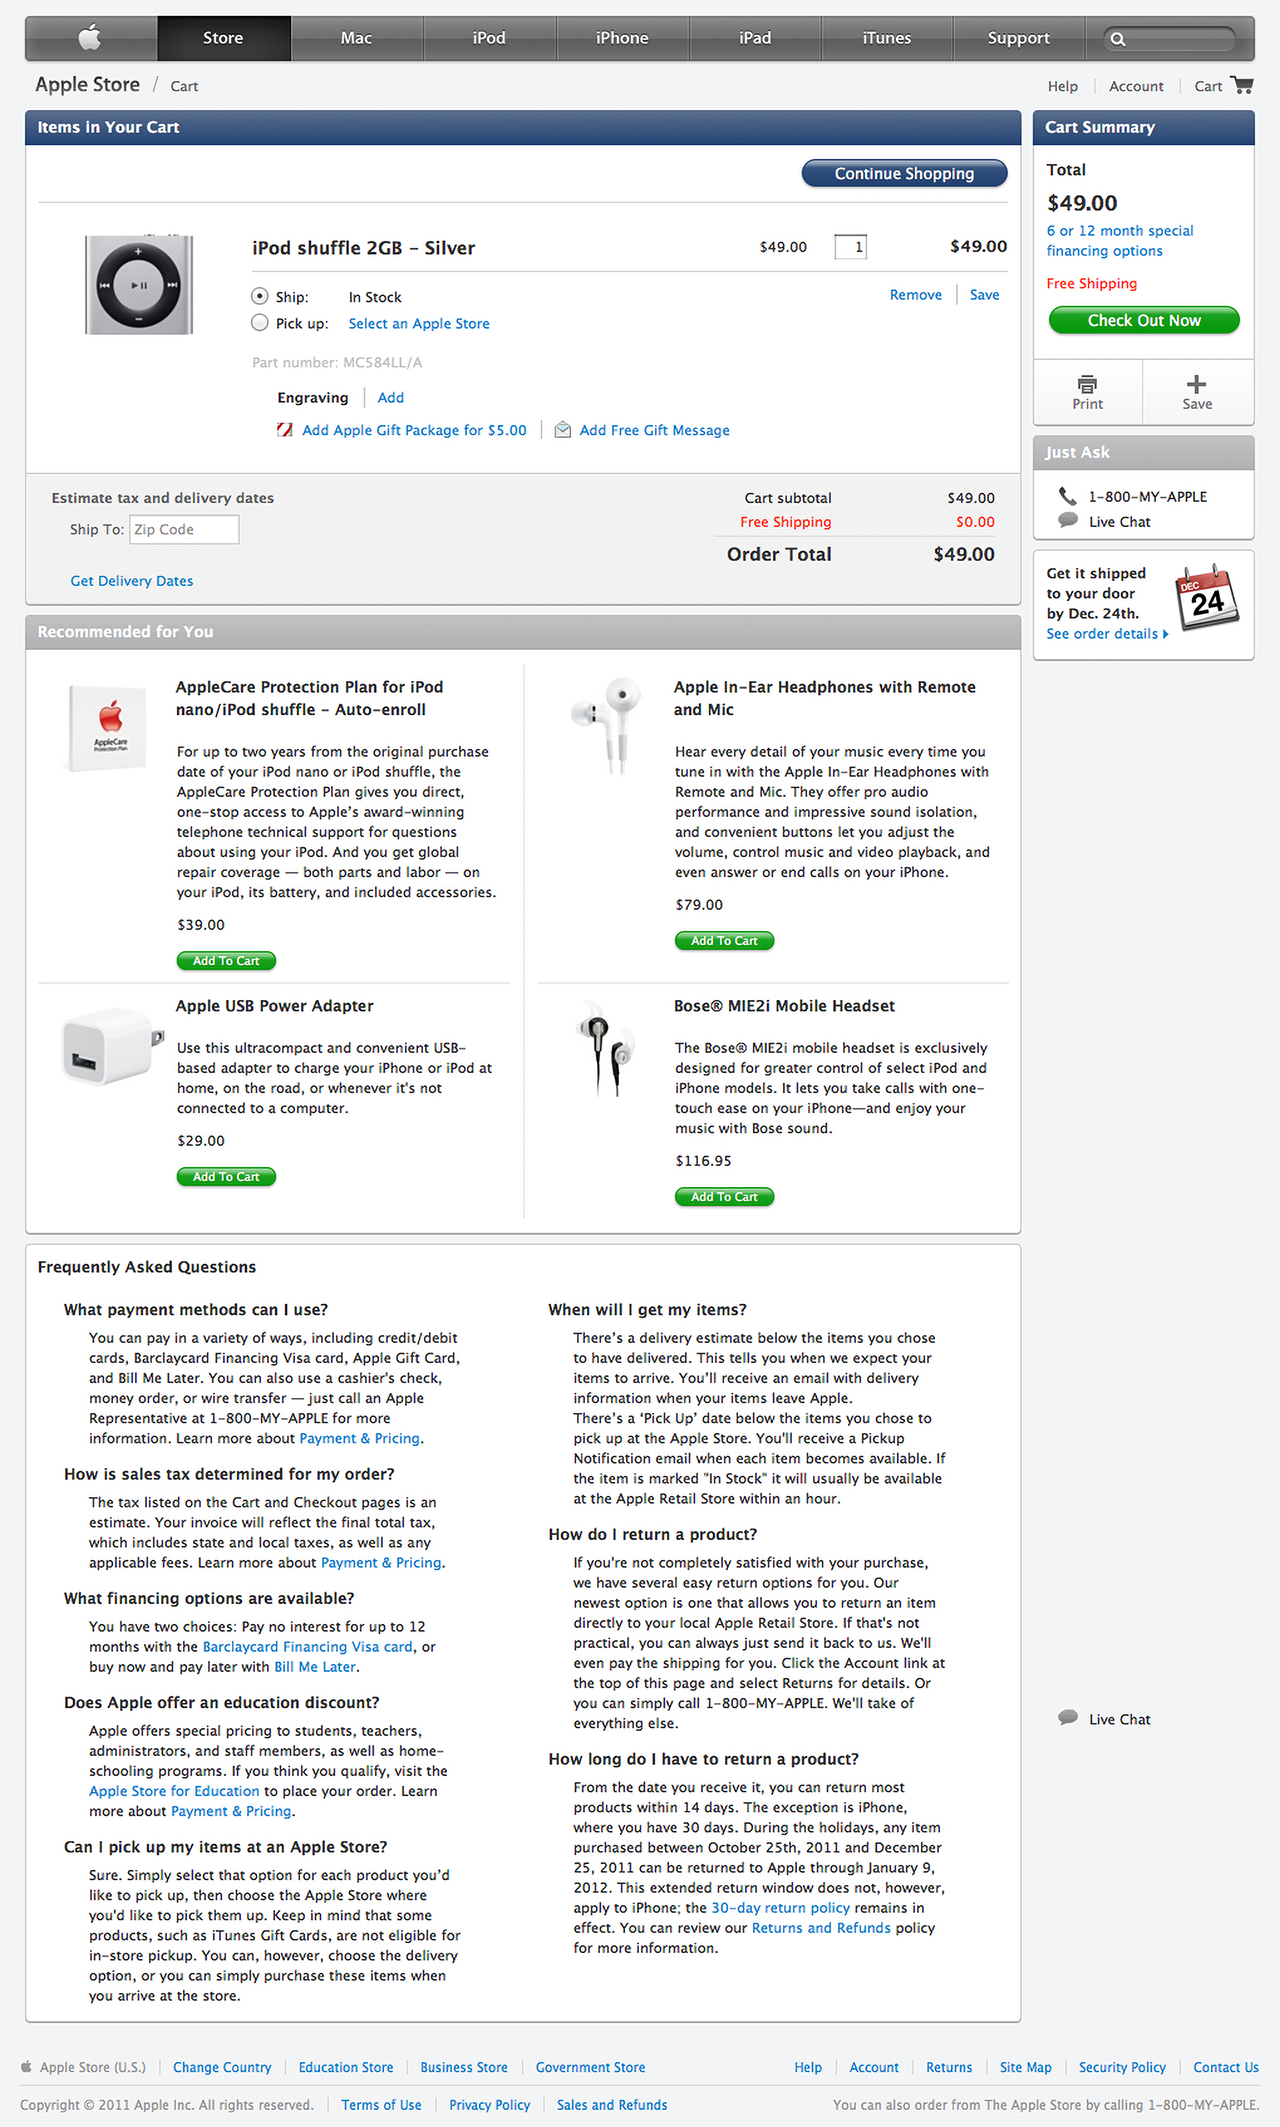 Store
Mac
iPod
iPhone
iPad
iTunes
Support
Apple Store / Cart
Help
Account
Cart
Items in Your Cart
Continue Shopping
iPod shuffle 2GB – Silver
$49.00
1
$49.00
Ship: In Stock
Remove
Save
Pick up: Select an Apple Store
Part number: MC584LL/A
Engraving
Add
Add Apple Gift Package for $5.00
Add Free Gift Message
Estimate tax and delivery dates
Ship To: Zip Code
Get Delivery Dates
Cart subtotal $49.00
Free Shipping $0.00
Order Total $49.00
Cart Summary
Total
$49.00
6 or 12 month special
financing options
Free Shipping
Check Out Now
Print
Save
Just Ask
1-800-MY-APPLE
Live Chat
Get it shipped
to your door
by Dec. 24th.
See order details
DEC
24
Recommended for You
AppleCare
Protection Plan
AppleCare Protection Plan for iPod
nano/iPod shuffle – Auto-enroll
For up to two years from the original purchase
date of your iPod nano or iPod shuffle, the
AppleCare Protection Plan gives you direct,
one-stop access to Apple's award-winning
telephone technical support for questions
about using your iPod. And you get global
repair coverage — both parts and labor — on
your iPod, its battery, and included accessories.
$39.00
Add To Cart
Apple In-Ear Headphones with Remote
and Mic
Hear every detail of your music every time you
tune in with the Apple In-Ear Headphones with
Remote and Mic. They offer pro audio
performance and impressive sound isolation,
and convenient buttons let you adjust the
volume, control music and video playback, and
even answer or end calls on your iPhone.
$79.00
Add To Cart
Apple USB Power Adapter
Use this ultracompact and convenient USB-
based adapter to charge your iPhone or iPod at
home, on the road, or whenever it's not
connected to a computer.
$29.00
Add To Cart
Bose® MIE2i Mobile Headset
The Bose® MIE2i mobile headset is exclusively
designed for greater control of select iPod and
iPhone models. It lets you take calls with one-
touch ease on your iPhone—and enjoy your
music with Bose sound.
$116.95
Add To Cart
Frequently Asked Questions
What payment methods can I use?
You can pay in a variety of ways, including credit/debit
cards, Barclaycard Financing Visa card, Apple Gift Card,
and Bill Me Later. You can also use a cashier's check,
money order, or wire transfer — just call an Apple
Representative at 1-800-MY-APPLE for more
information. Learn more about Payment & Pricing.
How is sales tax determined for my order?
The tax listed on the Cart and Checkout pages is an
estimate. Your invoice will reflect the final total tax,
which includes state and local taxes, as well as any
applicable fees. Learn more about Payment & Pricing.
What financing options are available?
You have two choices: Pay no interest for up to 12
months with the Barclaycard Financing Visa card, or
buy now and pay later with Bill Me Later.
Does Apple offer an education discount?
Apple offers special pricing to students, teachers,
administrators, and staff members, as well as home-
schooling programs. If you think you qualify, visit the
Apple Store for Education to place your order. Learn
more about Payment & Pricing.
Can I pick up my items at an Apple Store?
Sure. Simply select that option for each product you'd
like to pick up, then choose the Apple Store where
you'd like to pick them up. Keep in mind that some
products, such as iTunes Gift Cards, are not eligible for
in-store pickup. You can, however, choose the delivery
option, or you can simply purchase these items when
you arrive at the store.
When will I get my items?
There's a delivery estimate below the items you chose
to have delivered. This tells you when we expect your
items to arrive. You'll receive an email with delivery
information when your items leave Apple.
There's a ‘Pick Up’ date below the items you chose to
pick up at the Apple Store. You'll receive a Pickup
Notification email when each item becomes available. If
the item is marked "In Stock" it will usually be available
at the Apple Retail Store within an hour.
How do I return a product?
If you're not completely satisfied with your purchase,
we have several easy return options for you. Our
newest option is one that allows you to return an item
directly to your local Apple Retail Store. If that's not
practical, you can always just send it back to us. We'll
even pay the shipping for you. Click the Account link at
the top of this page and select Returns for details. Or
you can simply call 1-800-MY-APPLE. We'll take of
everything else.
How long do I have to return a product?
From the date you receive it, you can return most
products within 14 days. The exception is iPhone,
where you have 30 days. During the holidays, any item
purchased between October 25th, 2011 and December
25, 2011 can be returned to Apple through January 9,
2012. This extended return window does not, however,
apply to iPhone; the 30-day return policy remains in
effect. You can review our Returns and Refunds policy
for more information.
Live Chat
Apple Store (U.S.)
Change Country
Education Store
Business Store
Government Store
Help
Account
Returns
Site Map
Security Policy
Contact Us
Copyright © 2011 Apple Inc. All rights reserved.
Terms of Use
Privacy Policy
Sales and Refunds
You can also order from The Apple Store by calling 1-800-MY-APPLE.